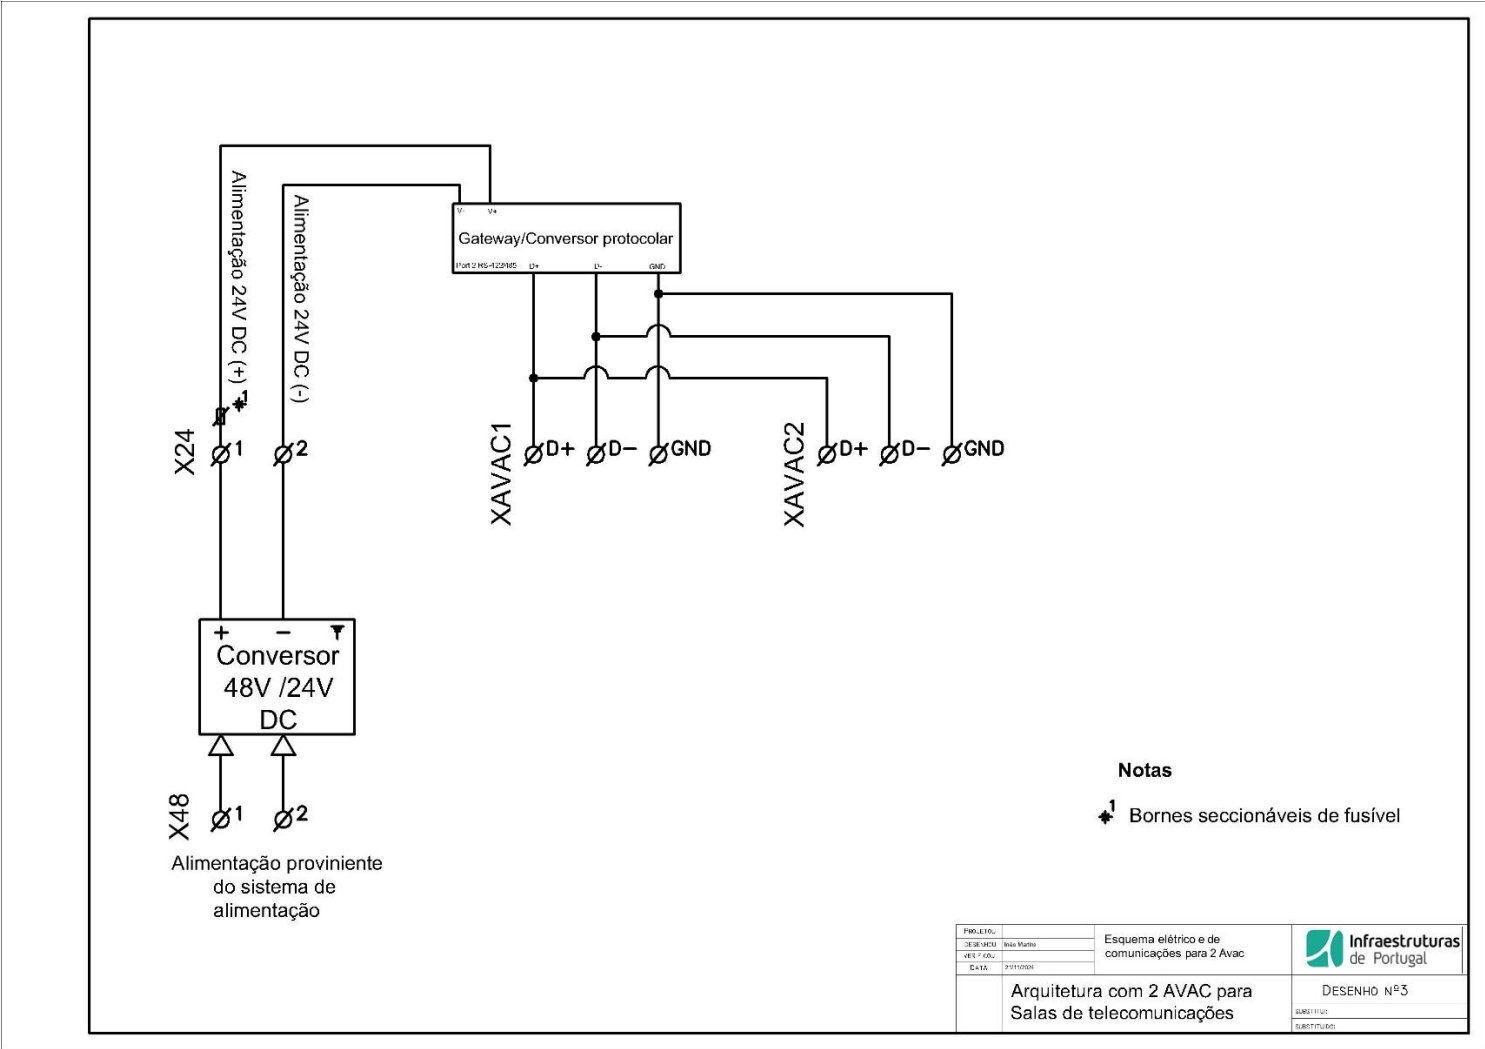 Alimentação 24V DC (+)
Alimentação 24V DC (-)
V-
V+
Gateway/Conversor protocolar
Port 2 RS-422/485
D+
D-
GND
1
X24
1
2
XAVAC1
D+
D−
GND
XAVAC2
D+
D−
GND
+
−
Conversor
48V /24V
DC
X48
1
2
Alimentação proviniente
do sistema de
alimentação
Notas
1
Bornes seccionáveis de fusível
PROJETOU
DESENHOU
VERIFICOU
DATA
Esquema elétrico e de
comunicações para 2 Avac
Infraestruturas
de Portugal
Arquitetura com 2 AVAC para
Salas de telecomunicações
DESENHO Nº3
SUBSTITUI:
SUBSTITUIDO: